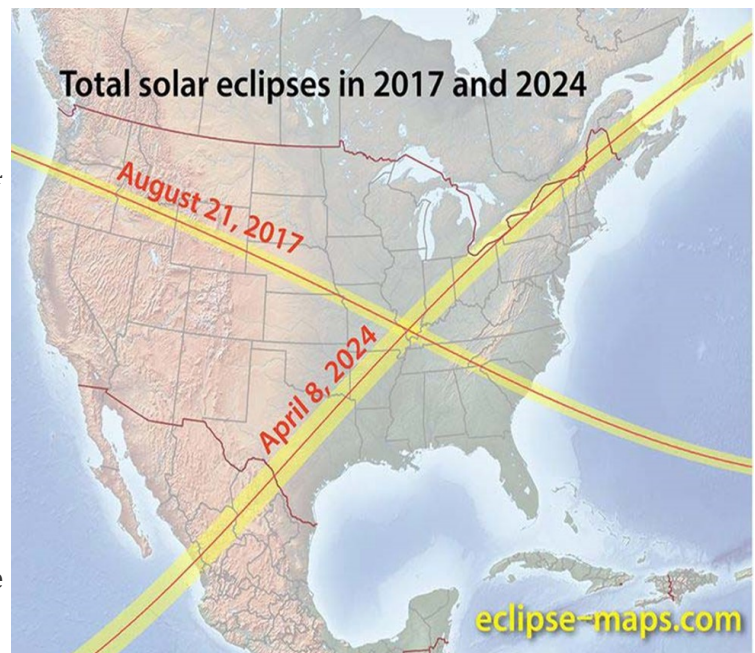 Total solar eclipses in 2017 and 2024
August 21, 2017
April 8, 2024
eclipse-maps.com